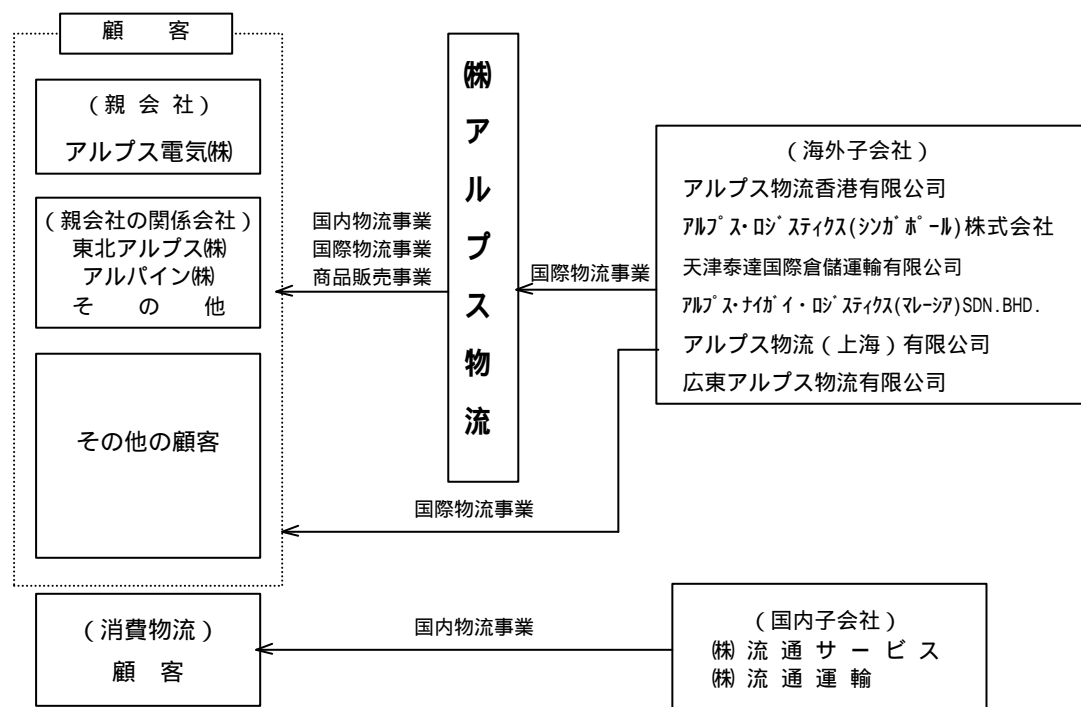 顧　客
（親 会 社）
アルプス電気㈱
（親会社の関係会社）
東北アルプス㈱
アルパイン㈱
そ　の　他
その他の顧客
国内物流事業
国際物流事業
商品販売事業
㈱アルプス物流
国際物流事業
（海外子会社）
アルプス物流香港有限公司
ｱﾙﾌﾟｽ・ﾛｼﾞｽﾃｨｸｽ(ｼﾝｶﾞﾎﾟｰﾙ)株式会社
天津泰達国際倉儲運輸有限公司
ｱﾙﾌﾟｽ・ﾅｲｶﾞｲ・ﾛｼﾞｽﾃｨｸｽ(ﾏﾚｰｼｱ)SDN.BHD.
アルプス物流（上海）有限公司
広東アルプス物流有限公司
国際物流事業
（消費物流）
顧　客
国内物流事業
（国内子会社）
㈱ 流 通 サ ー ビ ス
㈱ 流 通 運 輸